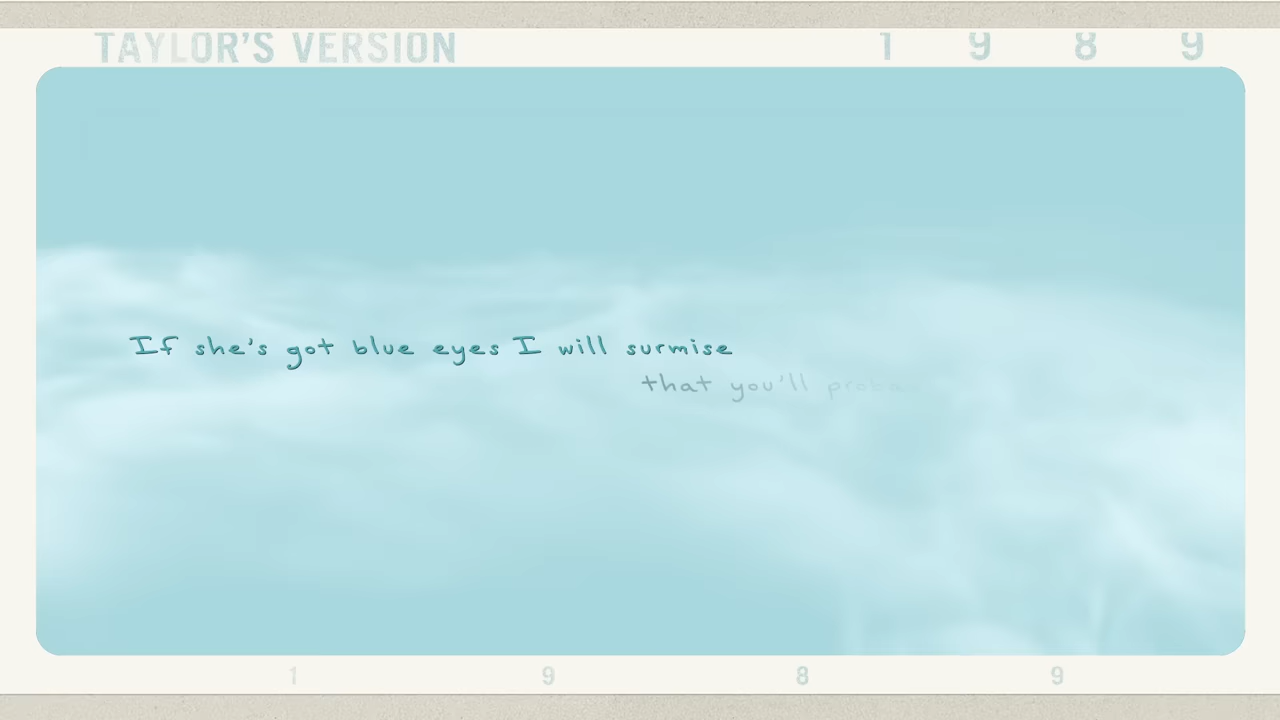 TAYLOR'S VERSION 1 9 8 9
If she's got blue eyes I will surmise
that you'll
1 9 8 9